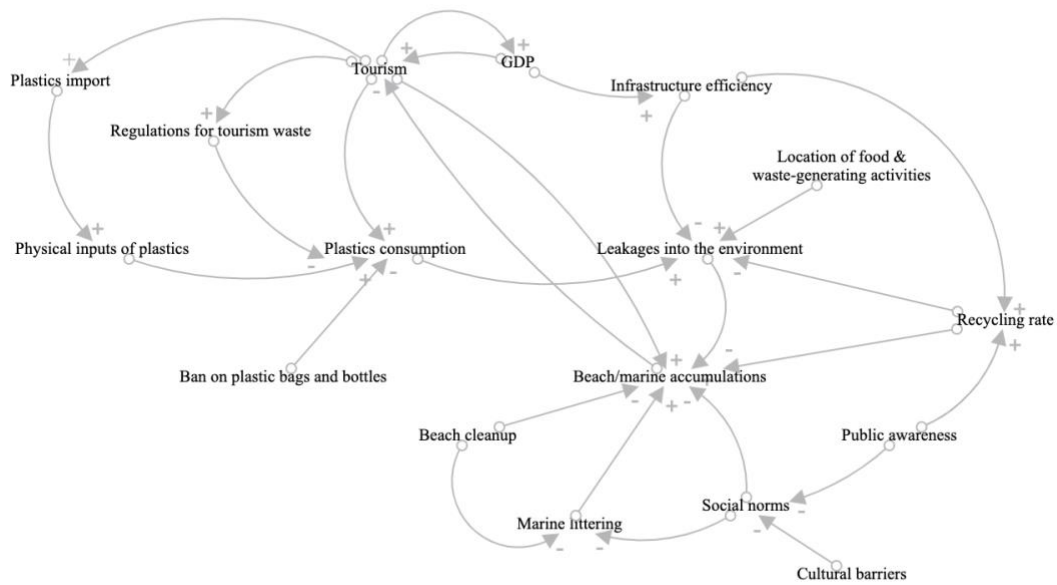 Tourism
GDP
Plastics import
Infrastructure efficiency
Regulations for tourism waste
Location of food &
waste-generating activities
Physical inputs of plastics
Plastics consumption
Leakages into the environment
Recycling rate
Ban on plastic bags and bottles
Beach/marine accumulations
Beach cleanup
Public awareness
Social norms
Marine littering
Cultural barriers